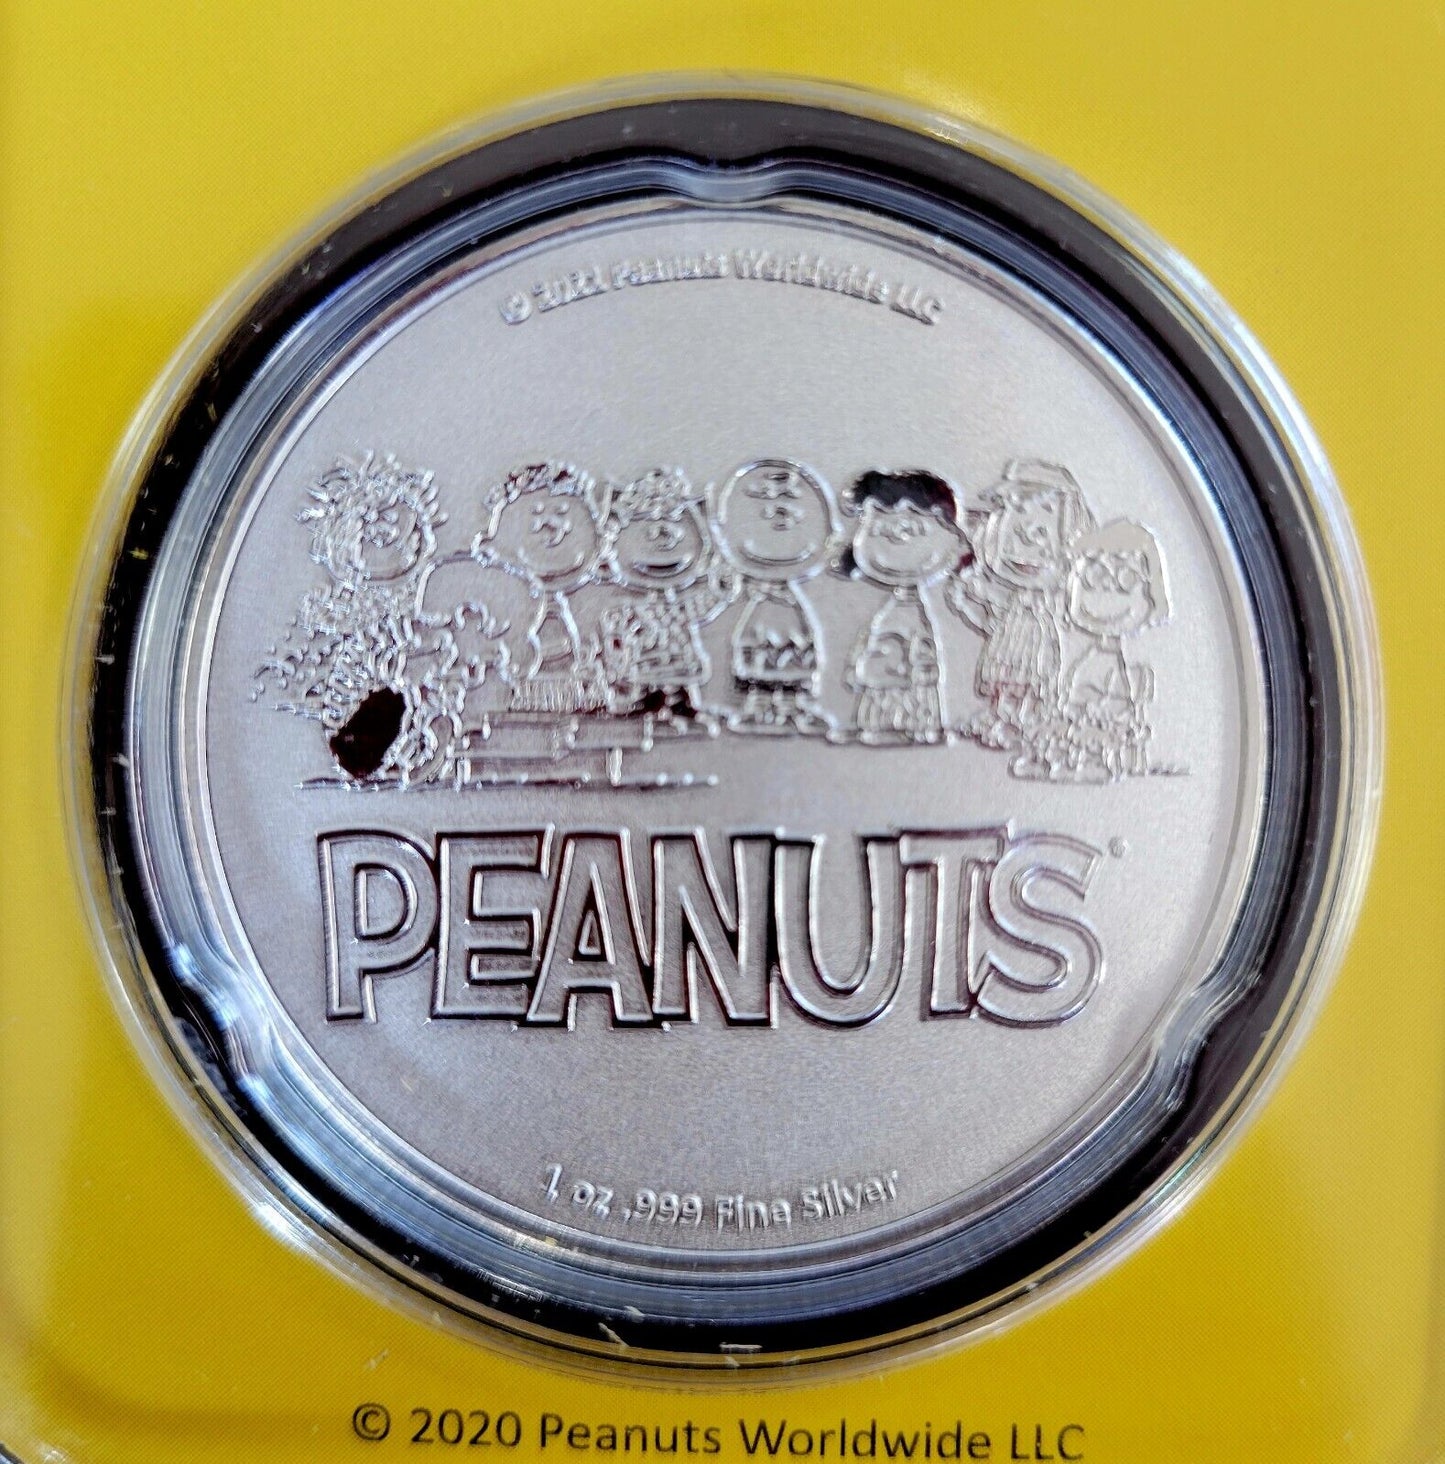 © 2021 Peanuts Worldwide LLC
PEANUTS®
1 oz .999 Fine Silver
© 2020 Peanuts Worldwide LLC